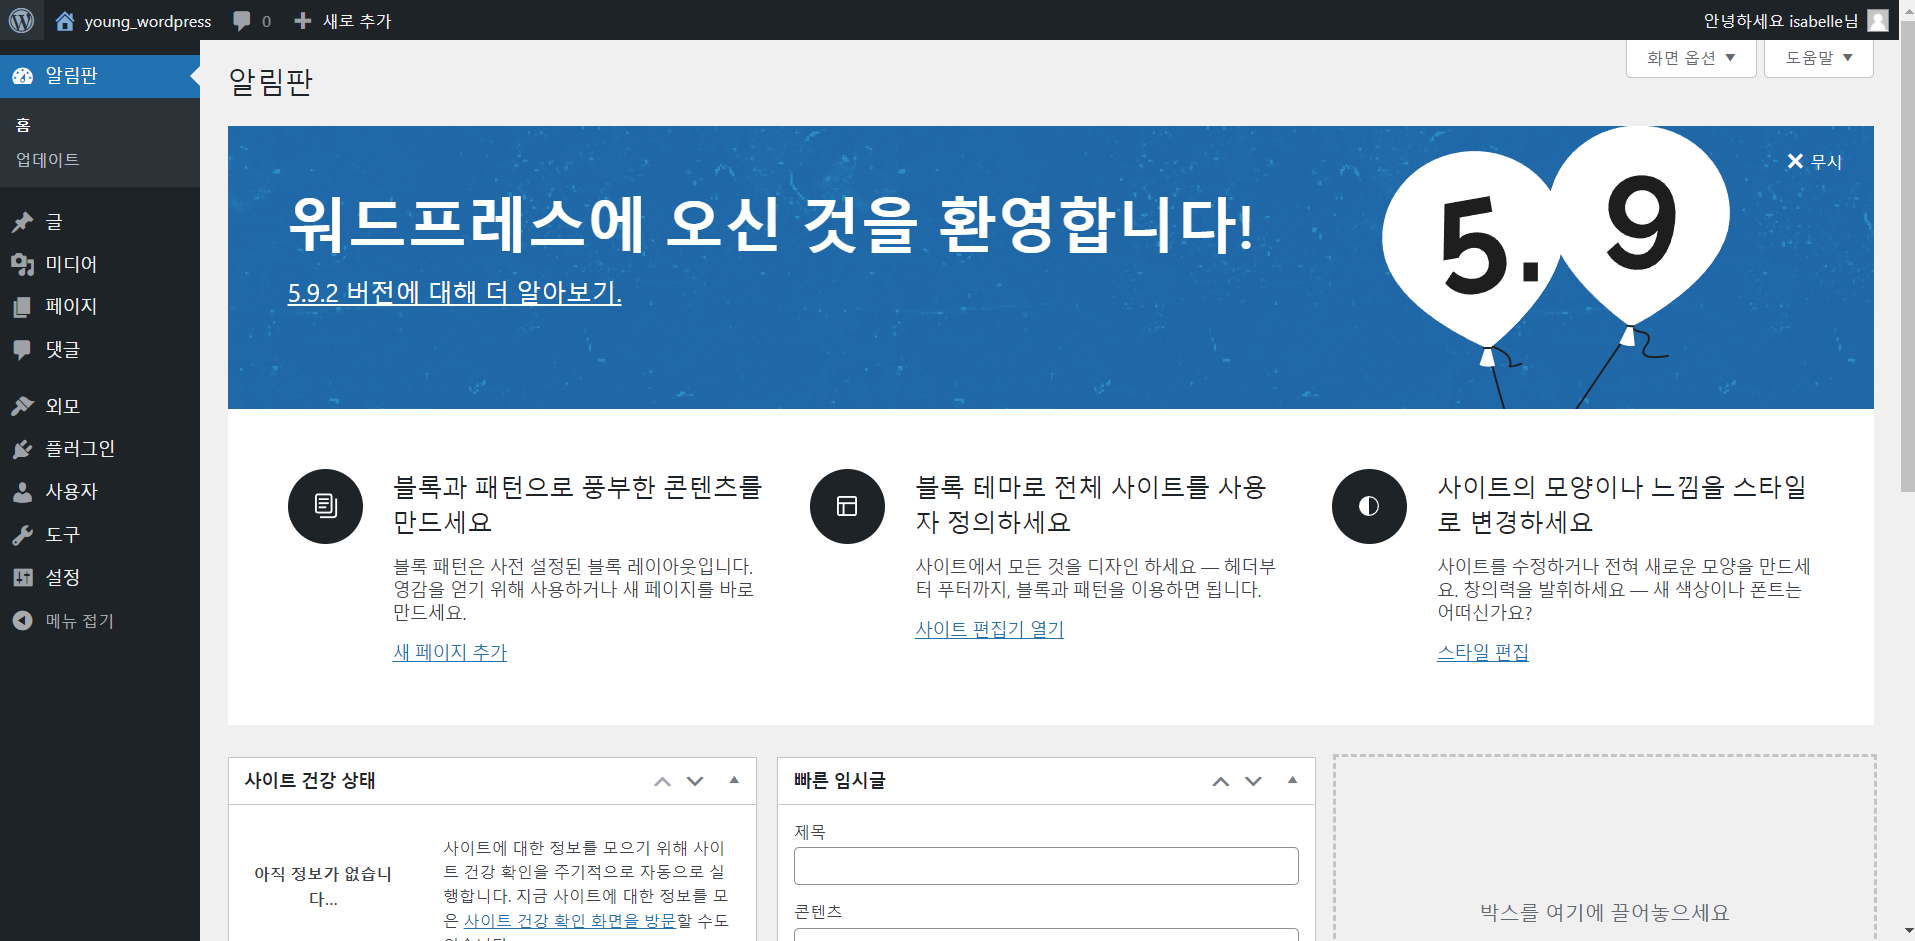 young_wordpress
0
새로 추가
안녕하세요 isabelle님
알림판
홈
업데이트
글
미디어
페이지
댓글
외모
플러그인
사용자
도구
설정
메뉴 접기
알림판
화면 옵션
도움말
무시
워드프레스에 오신 것을 환영합니다!
5.9.2 버전에 대해 더 알아보기.
5.9
블록과 패턴으로 풍부한 콘텐츠를
만드세요
블록 패턴은 사전 설정된 블록 레이아웃입니다.
영감을 얻기 위해 사용하거나 새 페이지를 바로
만드세요.
새 페이지 추가
블록 테마로 전체 사이트를 사용
자 정의하세요
사이트에서 모든 것을 디자인 하세요 — 헤더부
터 푸터까지, 블록과 패턴을 이용하면 됩니다.
사이트 편집기 열기
사이트의 모양이나 느낌을 스타일
로 변경하세요
사이트를 수정하거나 전혀 새로운 모양을 만드세
요. 창의력을 발휘하세요 — 새 색상이나 폰트는
어떠신가요?
스타일 편집
사이트 건강 상태
아직 정보가 없습니
다...
사이트에 대한 정보를 모으기 위해 사이
트 건강 확인을 주기적으로 자동으로 실
행합니다. 지금 사이트에 대한 정보를 모
은 사이트 건강 확인 화면을 방문할 수도
빠른 임시글
제목
콘텐츠
박스를 여기에 끌어놓으세요